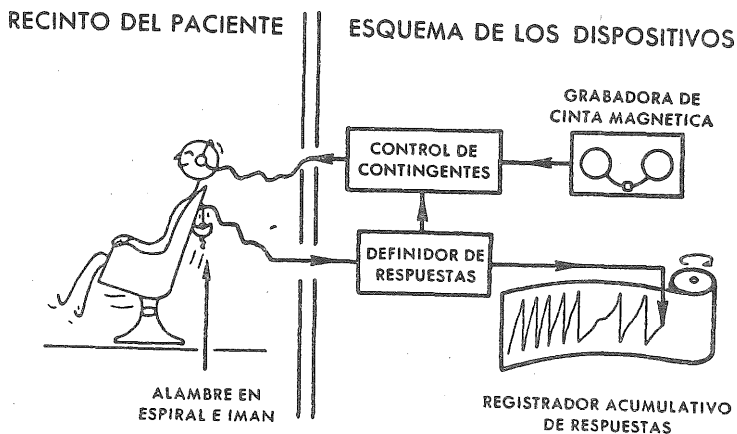 RECINTO DEL PACIENTE
ESQUEMA DE LOS DISPOSITIVOS
GRABADORA DE
CINTA MAGNETICA
CONTROL DE
CONTINGENTES
DEFINIDOR DE
RESPUESTAS
ALAMBRE EN
ESPIRAL E IMAN
REGISTRADOR ACUMULATIVO
DE RESPUESTAS